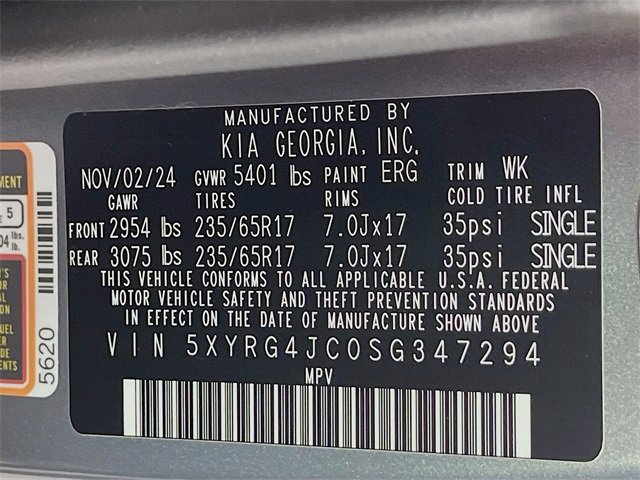 MANUFACTURED BY
KIA GEORGIA, INC.
NOV/02/24 GVWR 5401 lbs PAINT ERG TRIM WK
GAWR TIRES RIMS COLD TIRE INFL
FRONT 2954 lbs 235/65R17 7.0Jx17 35psi SINGLE
REAR 3075 lbs 235/65R17 7.0Jx17 35psi SINGLE
THIS VEHICLE CONFORMS TO ALL APPLICABLE U.S.A. FEDERAL
MOTOR VEHICLE SAFETY AND THEFT PREVENTION STANDARDS
IN EFFECT ON THE DATE OF MANUFACTURE SHOWN ABOVE
VIN 5XYRG4JC0SG347294
MPV
5
lbs.
lb.
5620